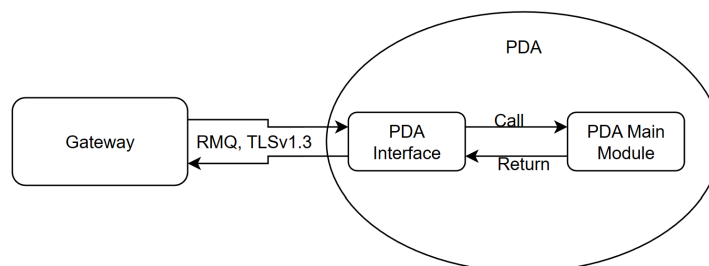 PDA
Gateway
RMQ, TLSv1.3
PDA
Interface
Call
Return
PDA Main
Module